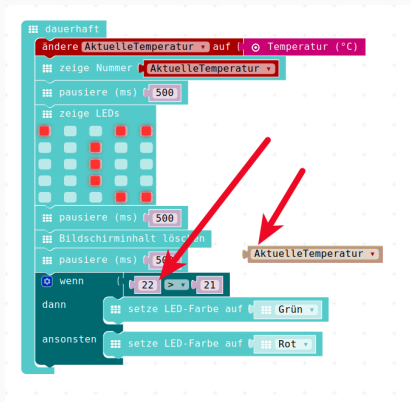 dauerhaft
ändere AktuelleTemperatur auf Temperatur (°C)
zeige Nummer AktuelleTemperatur
pausiere (ms) 500
zeige LEDs
pausiere (ms) 500
Bildschirminhalt löschen
AktuelleTemperatur
pausiere (ms) 500
wenn 22 > 21
dann setze LED-Farbe auf Grün
ansonsten setze LED-Farbe auf Rot